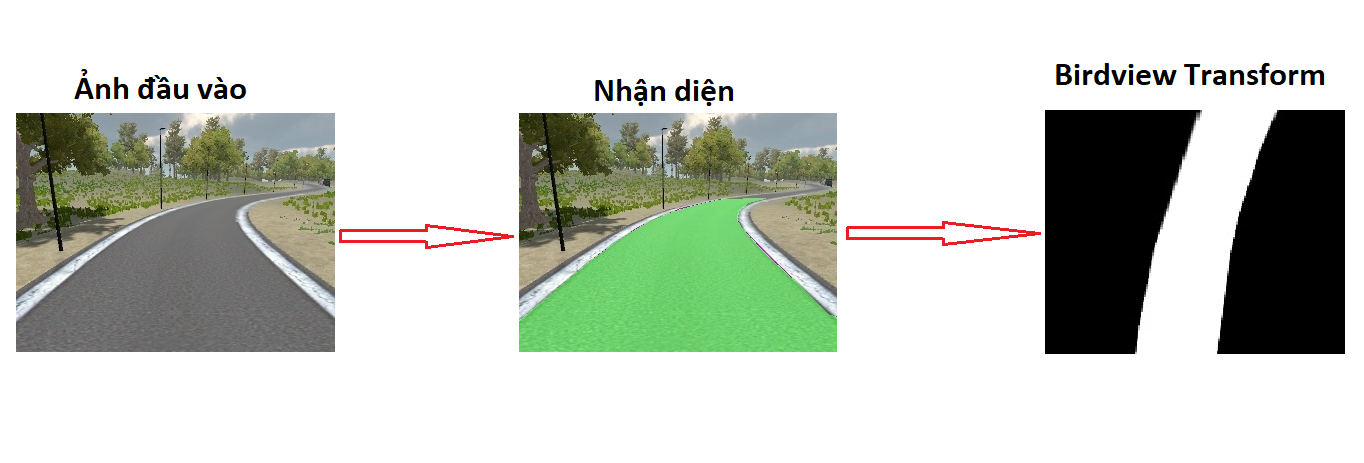 Ảnh đầu vào
Nhận diện
Birdview Transform